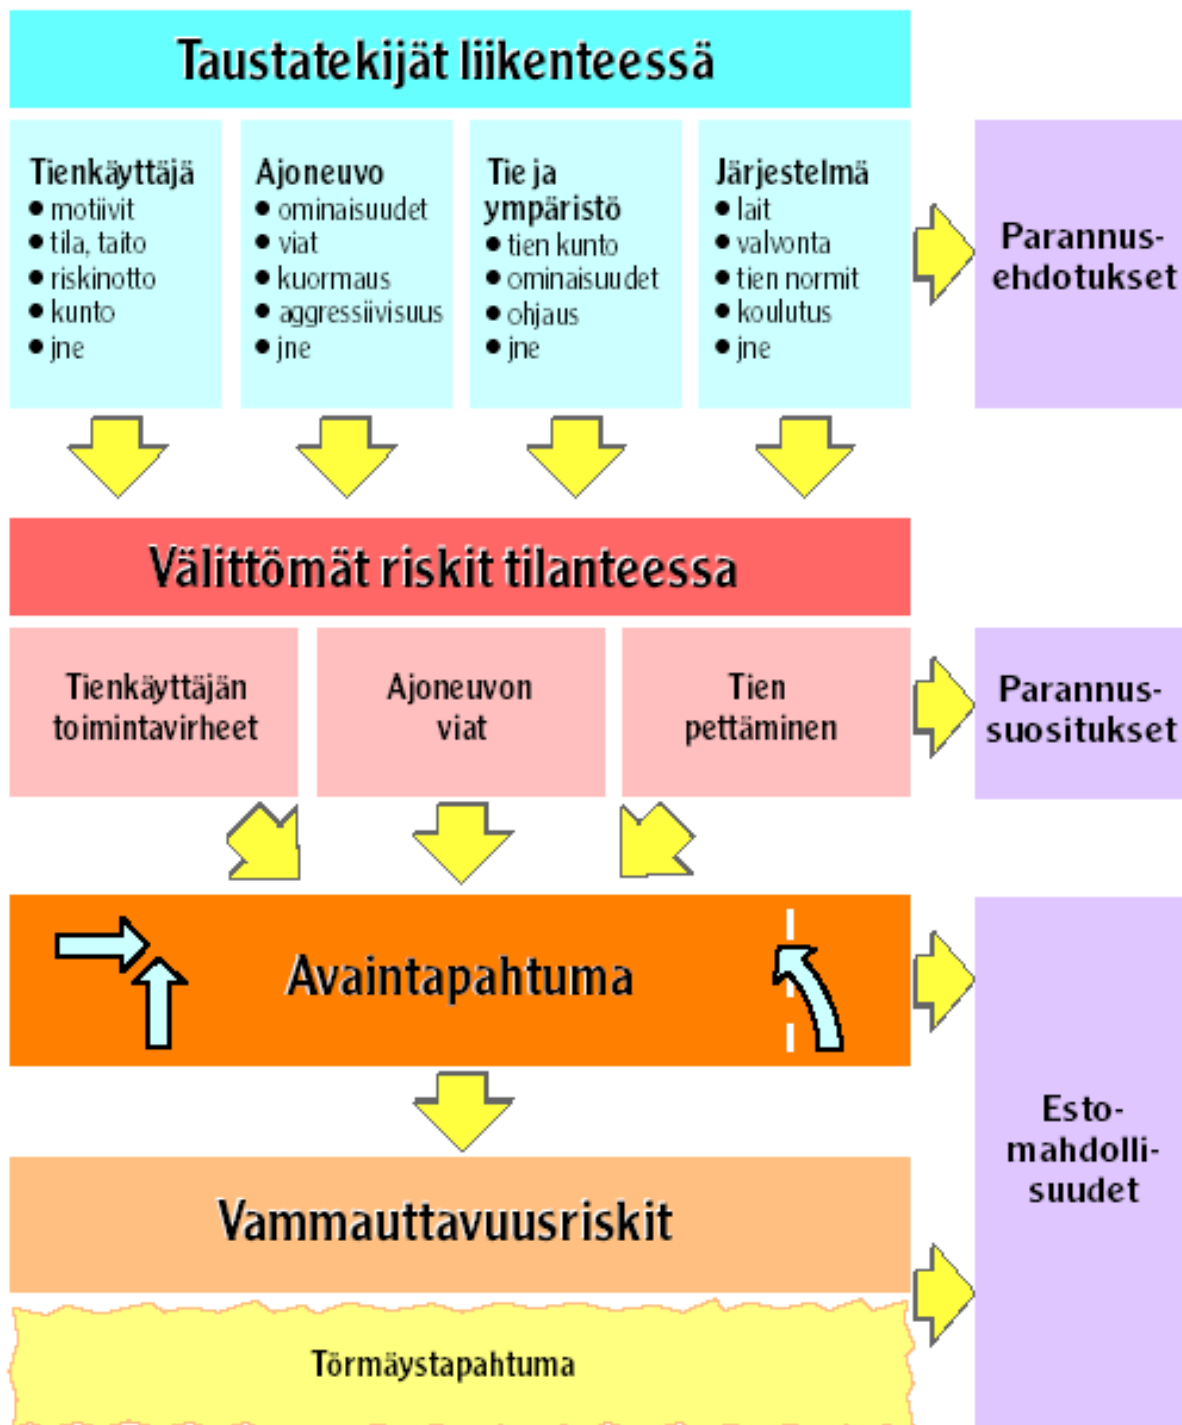 Taustatekijät liikenteessä
Tienkäyttäjä
● motiivit
● tila, taito
● riskinotto
● kunto
● jne
Ajoneuvo
● ominaisuudet
● viat
● kuormaus
● aggressiivisuus
● jne
Tie ja
ympäristö
● tien kunto
● ominaisuudet
● ohjaus
● jne
Järjestelmä
● lait
● valvonta
● tien normit
● koulutus
● jne
Parannus-
ehdotukset
Välittömät riskit tilanteessa
Tienkäyttäjän
toimintavirheet
Ajoneuvon
viat
Tien
pettäminen
Parannus-
suositukset
Avaintapahtuma
Vammauttavuusriskit
Törmäystapahtuma
Esto-
mahdolli-
suudet